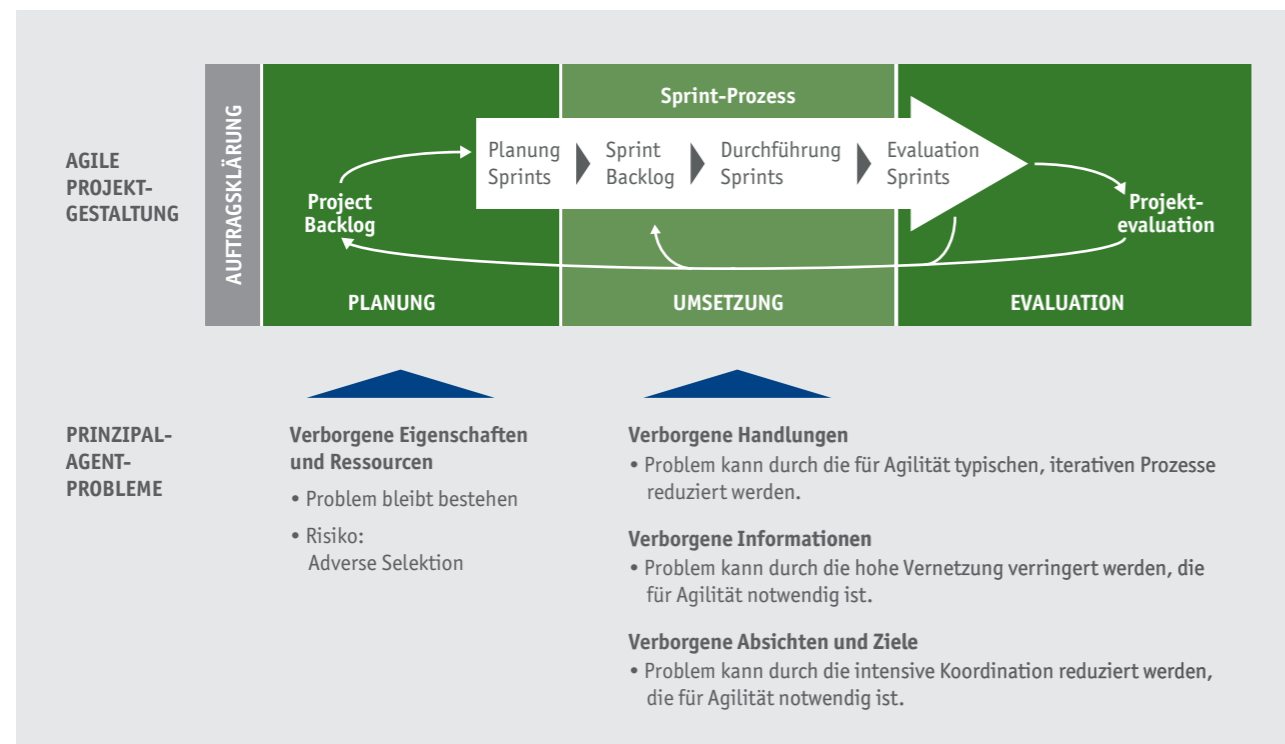 AGILE
PROJEKT-
GESTALTUNG
AUFTRAGSKLÄRUNG
Sprint-Prozess
Planung
Sprints
Sprint
Backlog
Durchführung
Sprints
Evaluation
Sprints
Project
Backlog
Projekt-
evaluation
PLANUNG
UMSETZUNG
EVALUATION
PRINZIPAL-
AGENT-
PROBLEME
Verborgene Eigenschaften
und Ressourcen
• Problem bleibt bestehen
• Risiko:
Adverse Selektion
Verborgene Handlungen
• Problem kann durch die für Agilität typischen, iterativen Prozesse
reduziert werden.
Verborgene Informationen
• Problem kann durch die hohe Vernetzung verringert werden, die
für Agilität notwendig ist.
Verborgene Absichten und Ziele
• Problem kann durch die intensive Koordination reduziert werden,
die für Agilität notwendig ist.